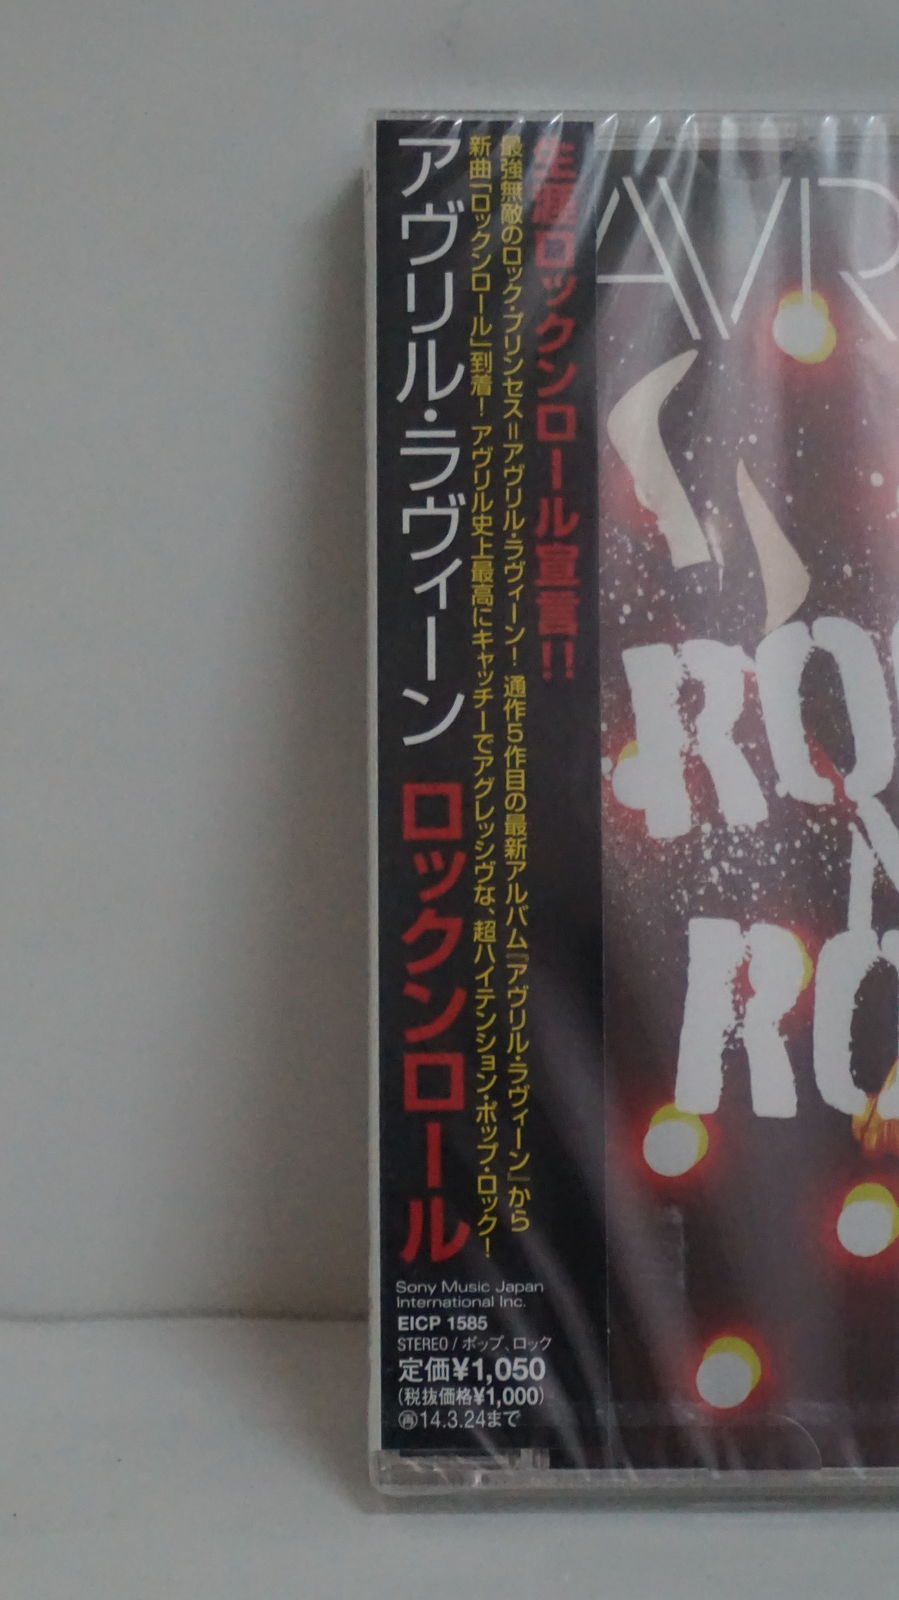 生涯ロックンロール宣言!!
最強無敵のロック・プリンセス=アヴリル・ラヴィーン! 通作5作目の最新アルバム『アヴリル・ラヴィーン』から
新曲「ロックンロール」到着! アヴリル史上最高にキャッチーでアグレッシヴな、超ハイテンション・ポップ・ロック!
アヴリル・ラヴィーン ロックンロール
Sony Music Japan
International Inc.
EICP 1585
STEREO / ポップ、ロック
定価¥1,050
(税抜価格¥1,000)
㊢14.3.24まで
AVR
RO
N
RO